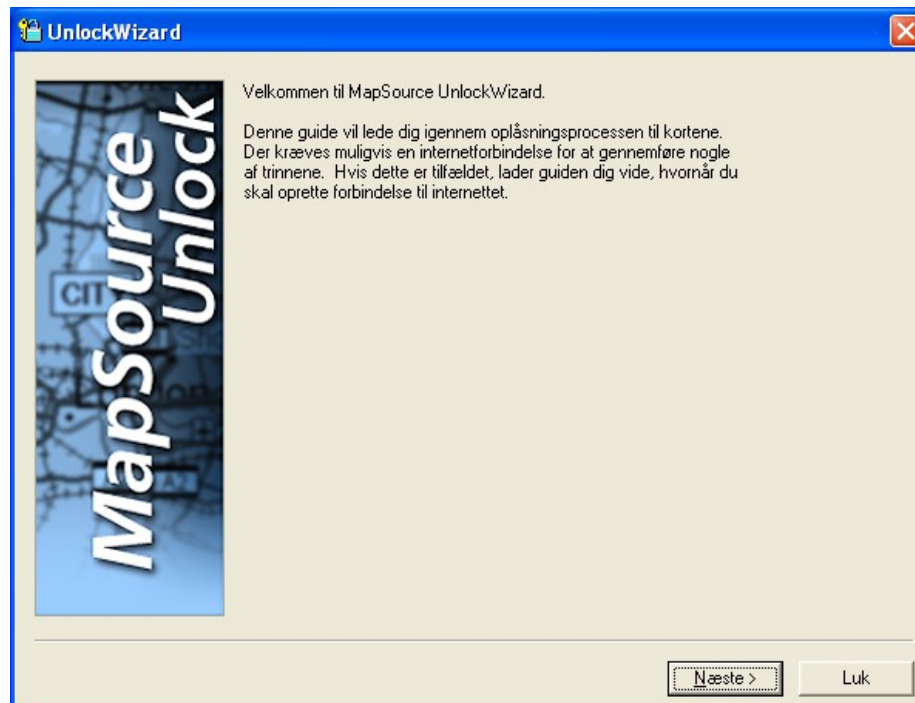 UnlockWizard
MapSource
Unlock
CITY
A2
Velkommen til MapSource UnlockWizard.
Denne guide vil lede dig igennem oplåsningsprocessen til kortene.
Der kræves muligvis en internetforbindelse for at gennemføre nogle
af trinnene.  Hvis dette er tilfældet, lader guiden dig vide, hvornår du
skal oprette forbindelse til internettet.
Næste >
Luk